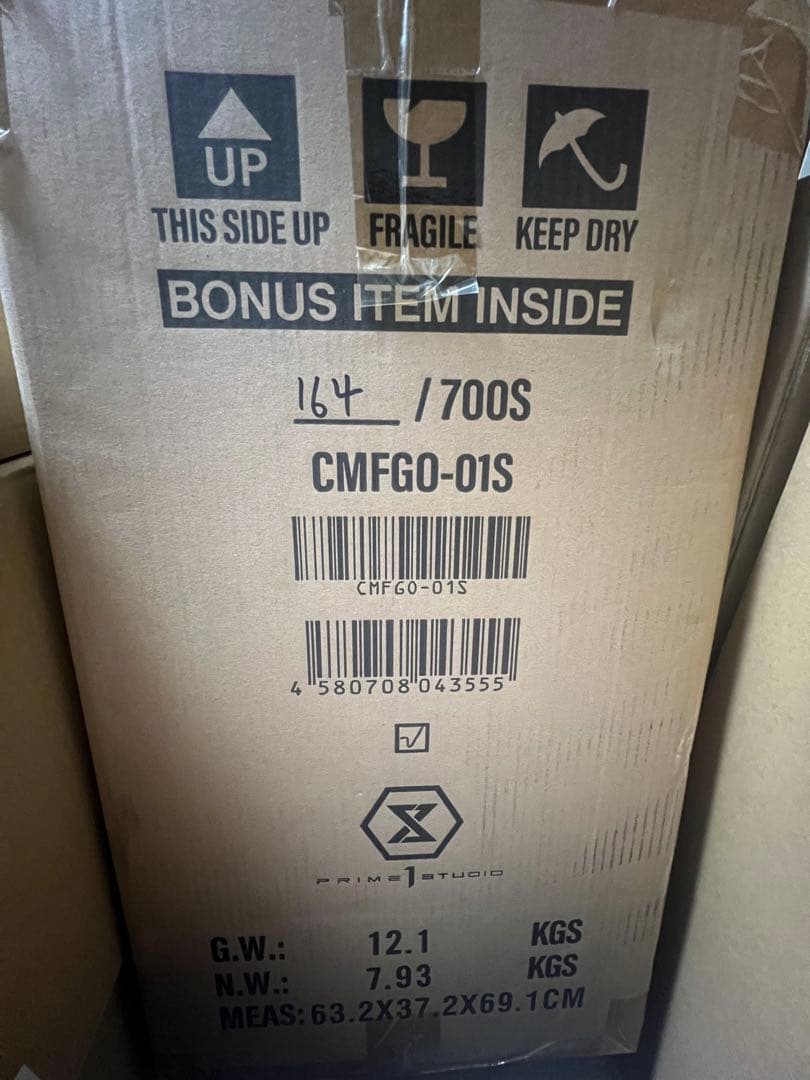 UP
THIS SIDE UP FRAGILE KEEP DRY
BONUS ITEM INSIDE
164 /700S
CMFGO-01S
CMFGO-01S
4 580708 043555
PRIME 1 STUDIO
G.W.: 12.1 KGS
N.W.: 7.93 KGS
MEAS: 63.2X37.2X69.1CM